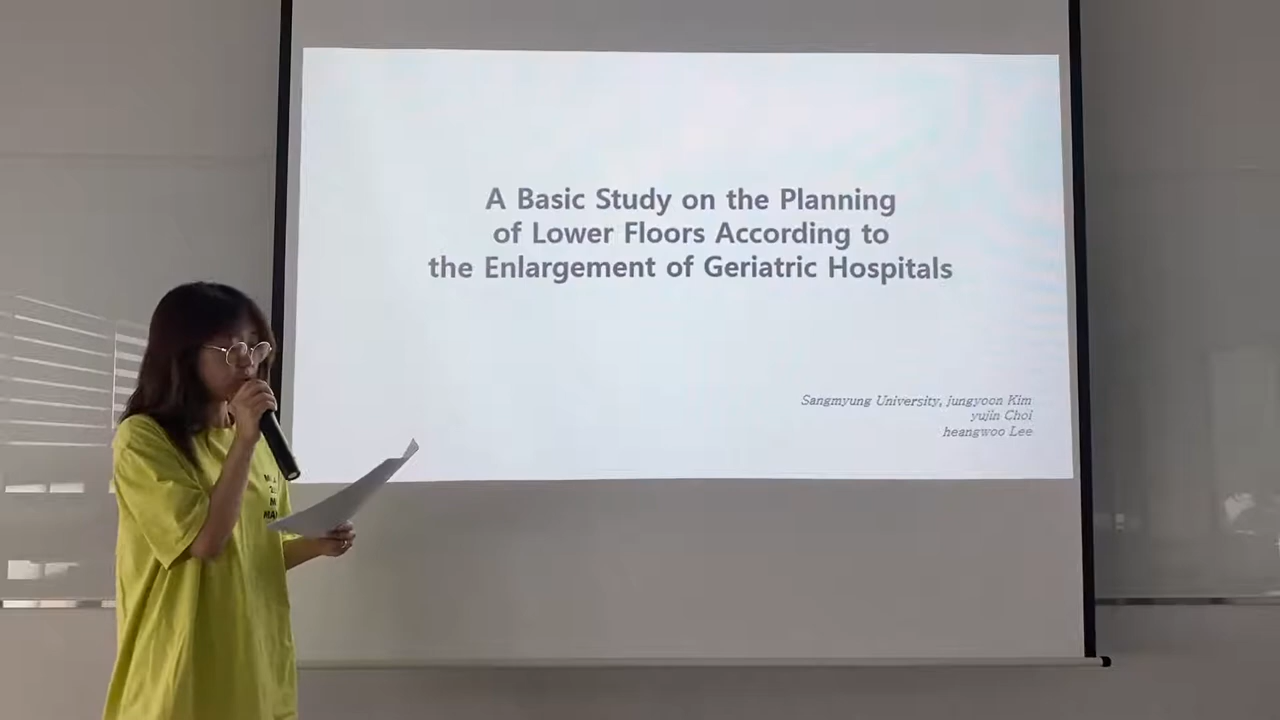 A Basic Study on the Planning
of Lower Floors According to
the Enlargement of Geriatric Hospitals
Sangmyung University, jungyoon Kim
yujin Choi
heangwoo Lee